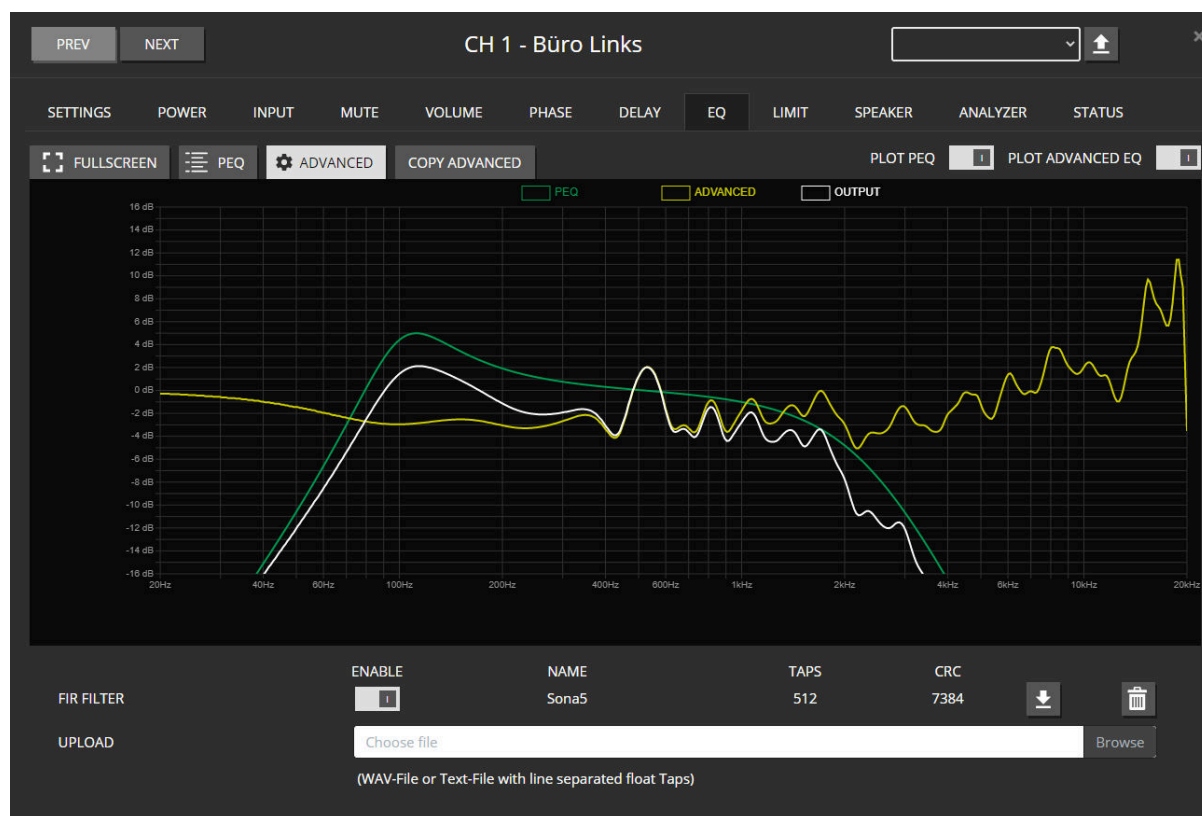 PREV NEXT CH 1 - Büro Links
SETTINGS POWER INPUT MUTE VOLUME PHASE DELAY EQ LIMIT SPEAKER ANALYZER STATUS
FULLSCREEN PEQ ADVANCED COPY ADVANCED PLOT PEQ I PLOT ADVANCED EQ I
PEQ ADVANCED OUTPUT
16 dB
14 dB
12 dB
10 dB
8 dB
6 dB
4 dB
2 dB
0 dB
-2 dB
-4 dB
-6 dB
-8 dB
-10 dB
-12 dB
-14 dB
-16 dB
20Hz 40Hz 60Hz 100Hz 200Hz 400Hz 600Hz 1kHz 2kHz 4kHz 6kHz 10kHz 20kHz
ENABLE NAME TAPS CRC
FIR FILTER I Sona5 512 7384
UPLOAD Choose file Browse
(WAV-File or Text-File with line separated float Taps)